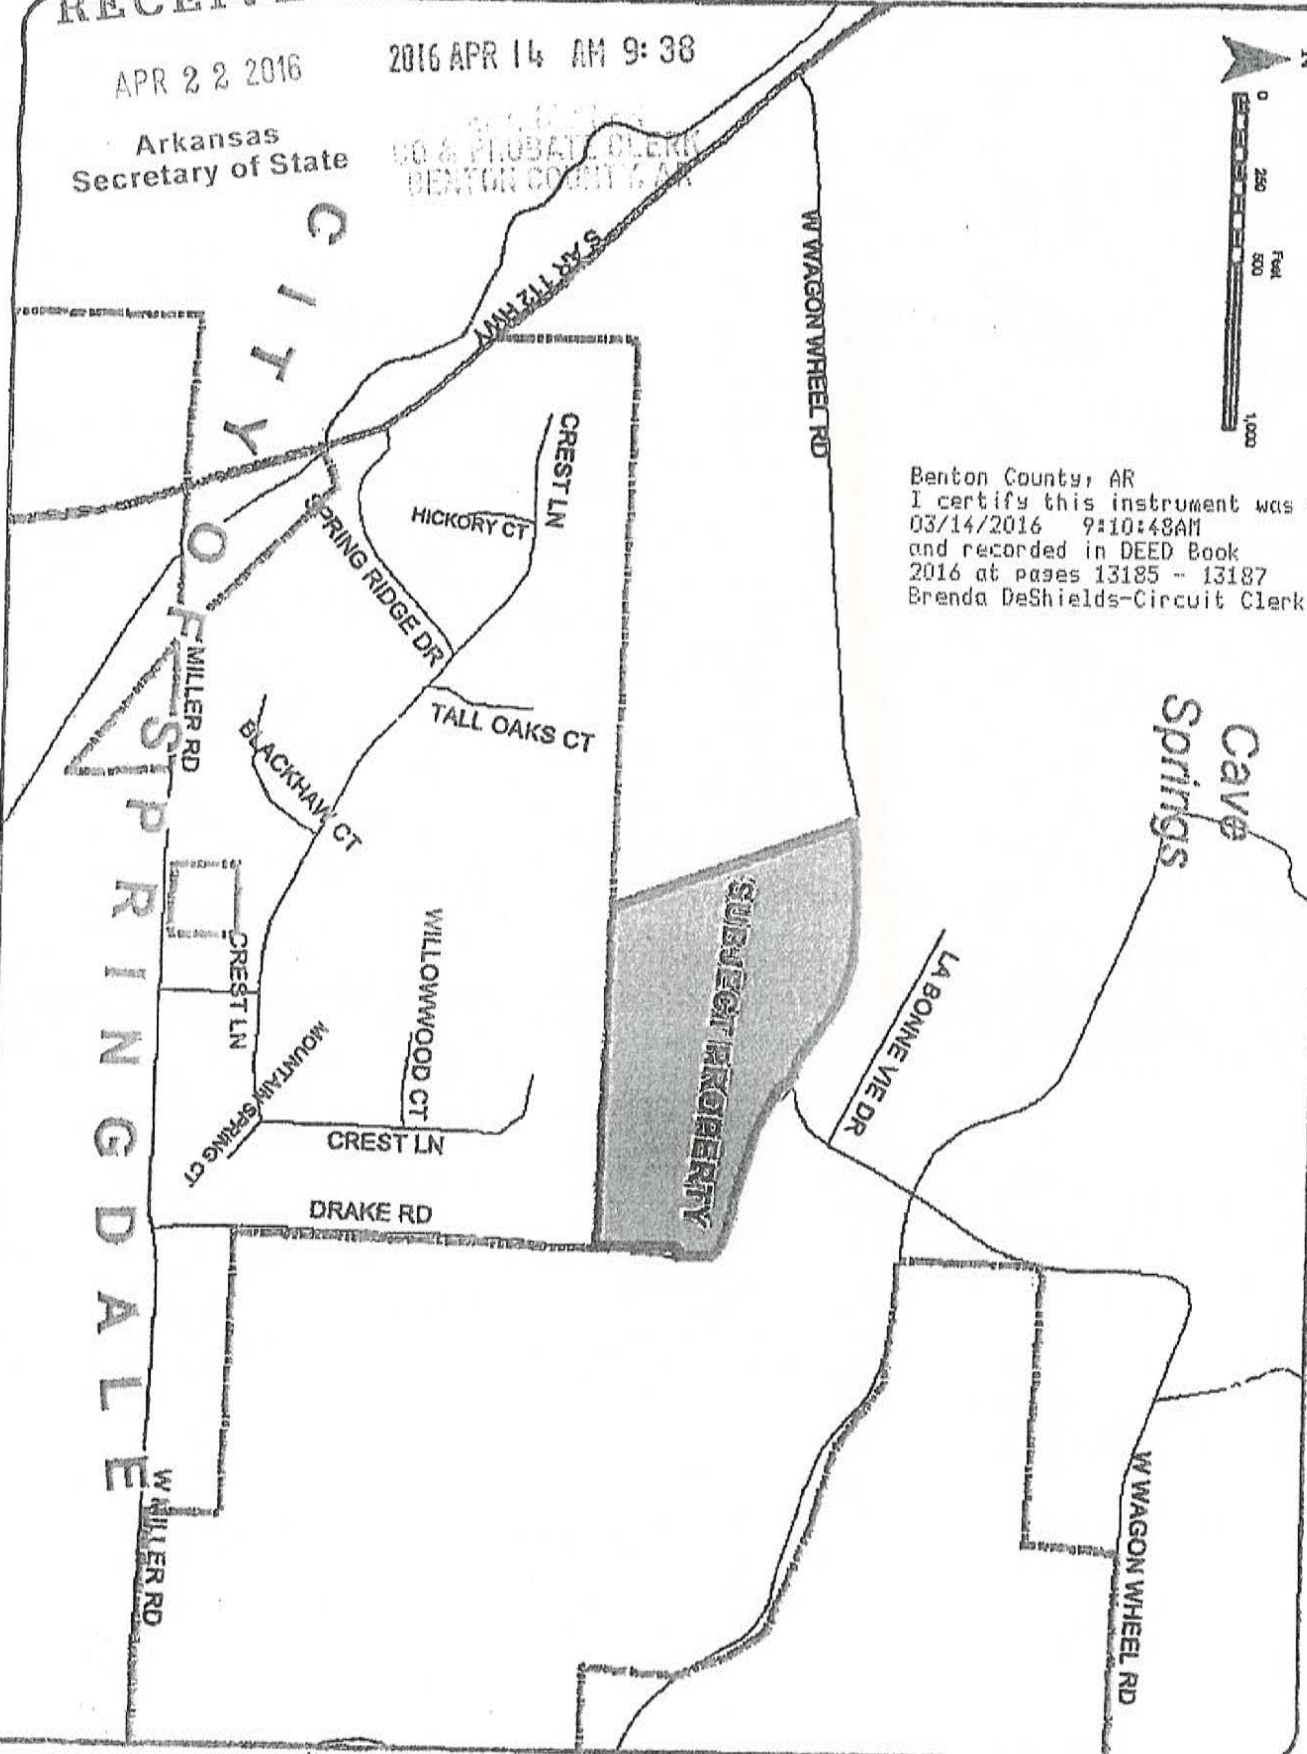 APR 22 2016
2016 APR 14 AM 9:38
Arkansas
Secretary of State
CO & PROBATE CLERK
BENTON COUNTY, AR
N
0 250 500 1,000
Feet
Benton County, AR
I certify this instrument was
03/14/2016 9:10:48AM
and recorded in DEED Book
2016 at pages 13185 - 13187
Brenda DeShields-Circuit Clerk
Cave
Springs
W WAGON WHEEL RD
S AR 112 HWY
CREST LN
HICKORY CT
SPRING RIDGE DR
TALL OAKS CT
MILLER RD
BLACKHAW CT
SUBJECT PROPERTY
LA BONNE VIE DR
WILLOWWOOD CT
CREST LN
MOUNTAIN SPRING CT
CREST LN
DRAKE RD
W WAGON WHEEL RD
W MILLER RD
CITY OF SPRINGDALE